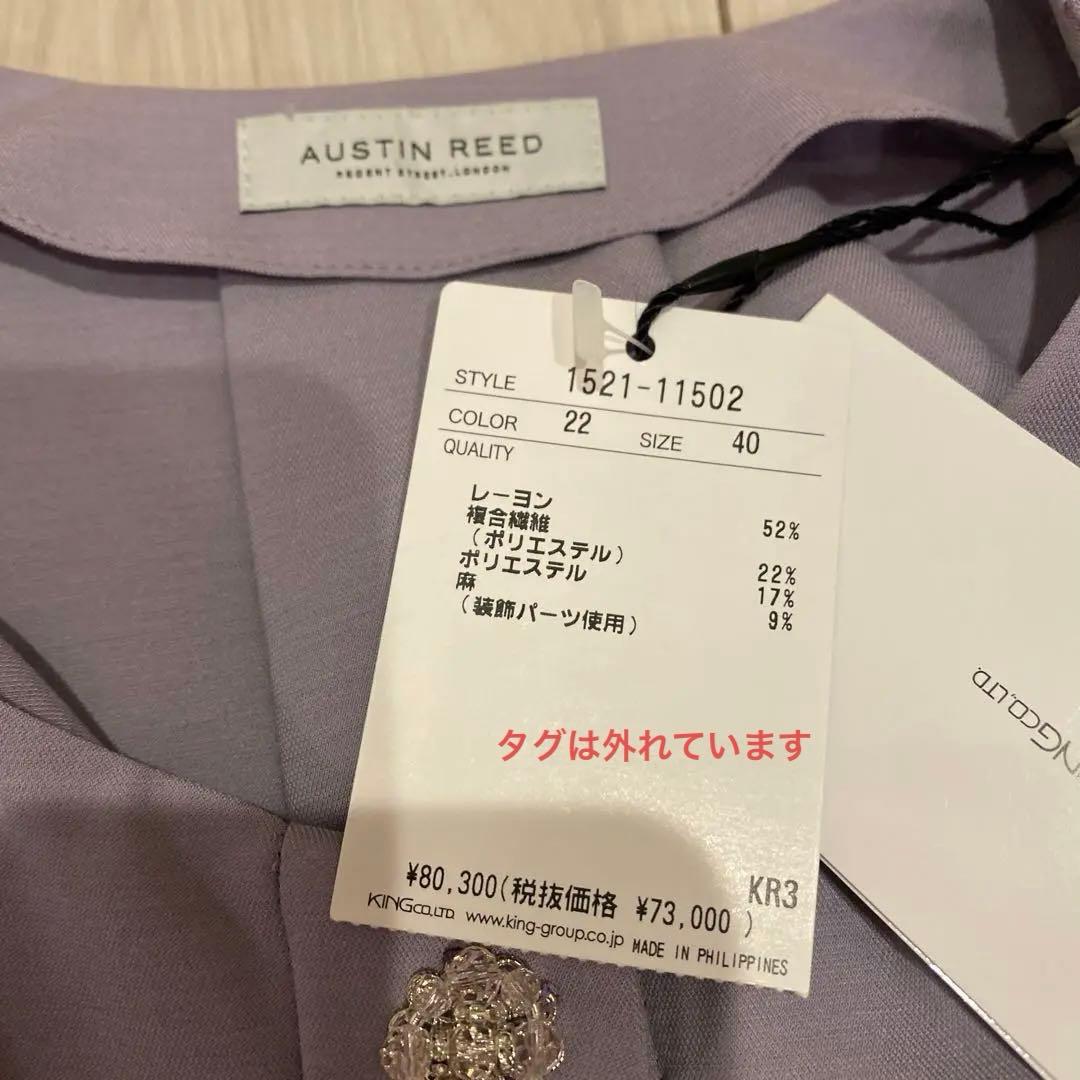 AUSTIN REED
REGENT STREET, LONDON
STYLE 1521-11502
COLOR 22 SIZE 40
QUALITY
レーヨン 52%
複合繊維
(ポリエステル) 22%
ポリエステル 17%
麻 9%
(装飾パーツ使用)
タグは外れています
¥80,300(税抜価格 ¥73,000 ) KR3
KING CO.,LTD. www.king-group.co.jp MADE IN PHILIPPINES
KING CO.,LTD.